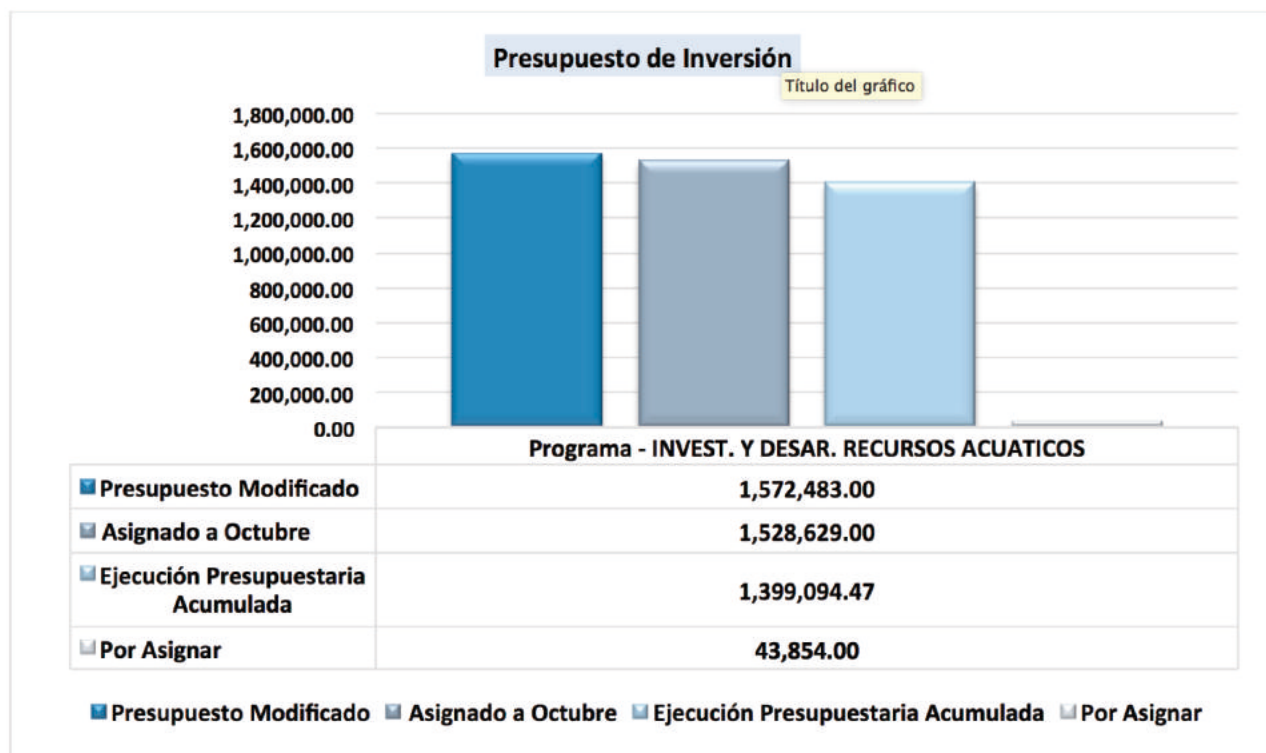 Presupuesto de Inversión
Título del gráfico
1,800,000.00
1,600,000.00
1,400,000.00
1,200,000.00
1,000,000.00
800,000.00
600,000.00
400,000.00
200,000.00
0.00
Programa - INVEST. Y DESAR. RECURSOS ACUATICOS
Presupuesto Modificado 1,572,483.00
Asignado a Octubre 1,528,629.00
Ejecución Presupuestaria
Acumulada 1,399,094.47
Por Asignar 43,854.00
Presupuesto Modificado Asignado a Octubre Ejecución Presupuestaria Acumulada Por Asignar